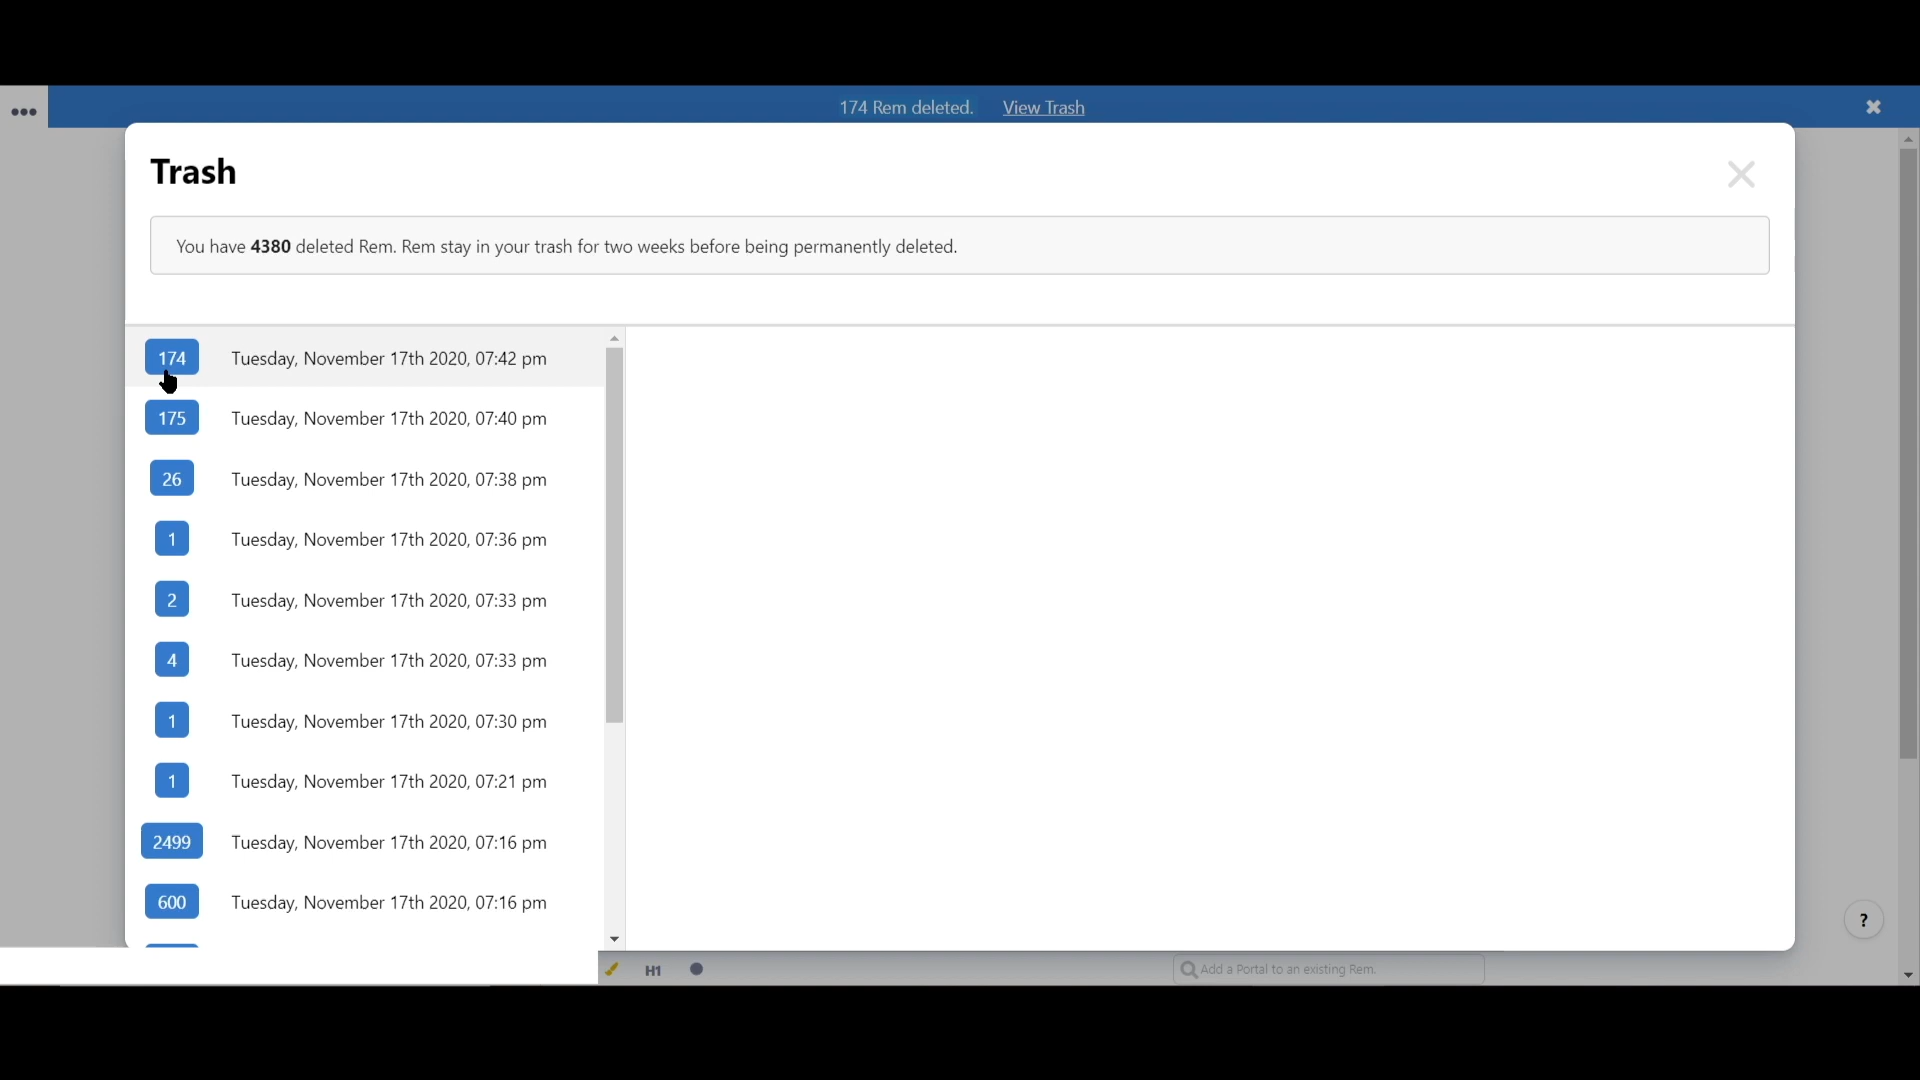 174 Rem deleted. View Trash
Trash
You have 4380 deleted Rem. Rem stay in your trash for two weeks before being permanently deleted.
174 Tuesday, November 17th 2020, 07:42 pm
175 Tuesday, November 17th 2020, 07:40 pm
26 Tuesday, November 17th 2020, 07:38 pm
1 Tuesday, November 17th 2020, 07:36 pm
2 Tuesday, November 17th 2020, 07:33 pm
4 Tuesday, November 17th 2020, 07:33 pm
1 Tuesday, November 17th 2020, 07:30 pm
1 Tuesday, November 17th 2020, 07:21 pm
2499 Tuesday, November 17th 2020, 07:16 pm
600 Tuesday, November 17th 2020, 07:16 pm
?
H1 Add a Portal to an existing Rem.